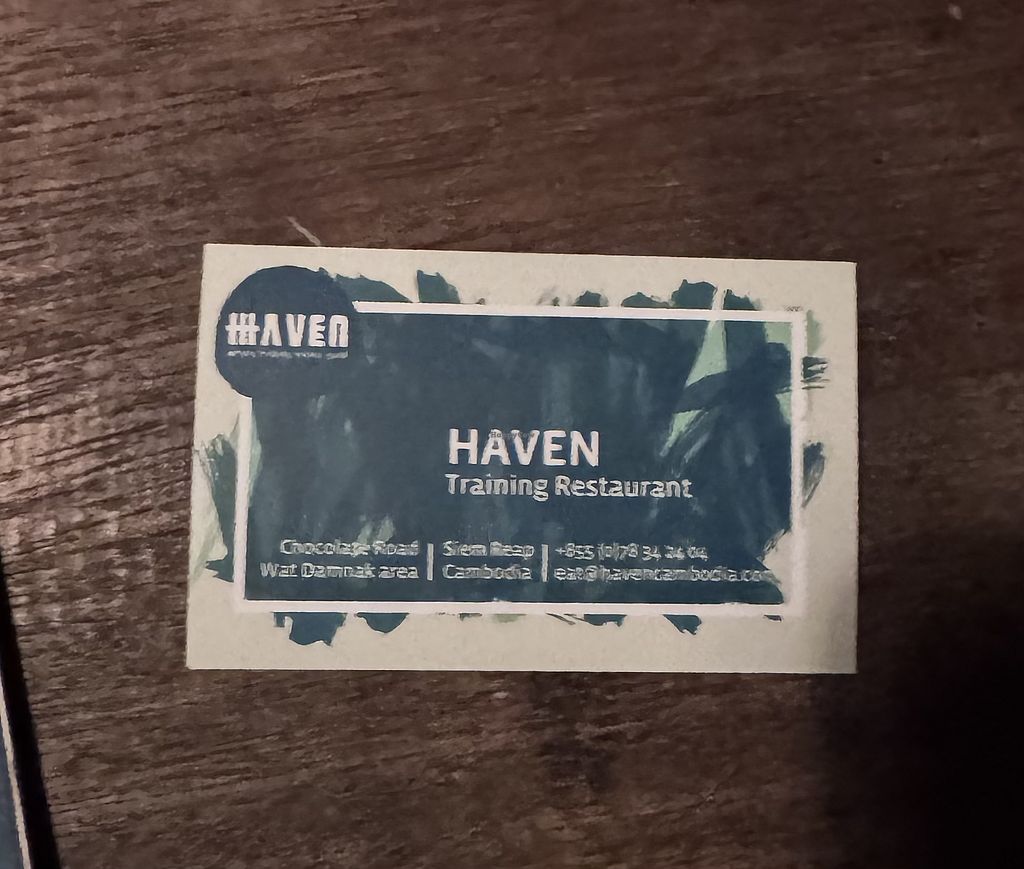 HAVEN
HAVEN
Training Restaurant
Chocolate Road
Wat Damnak area
Siem Reap
Cambodia
+855 (0)78 34 24 04
eat@havencambodia.com